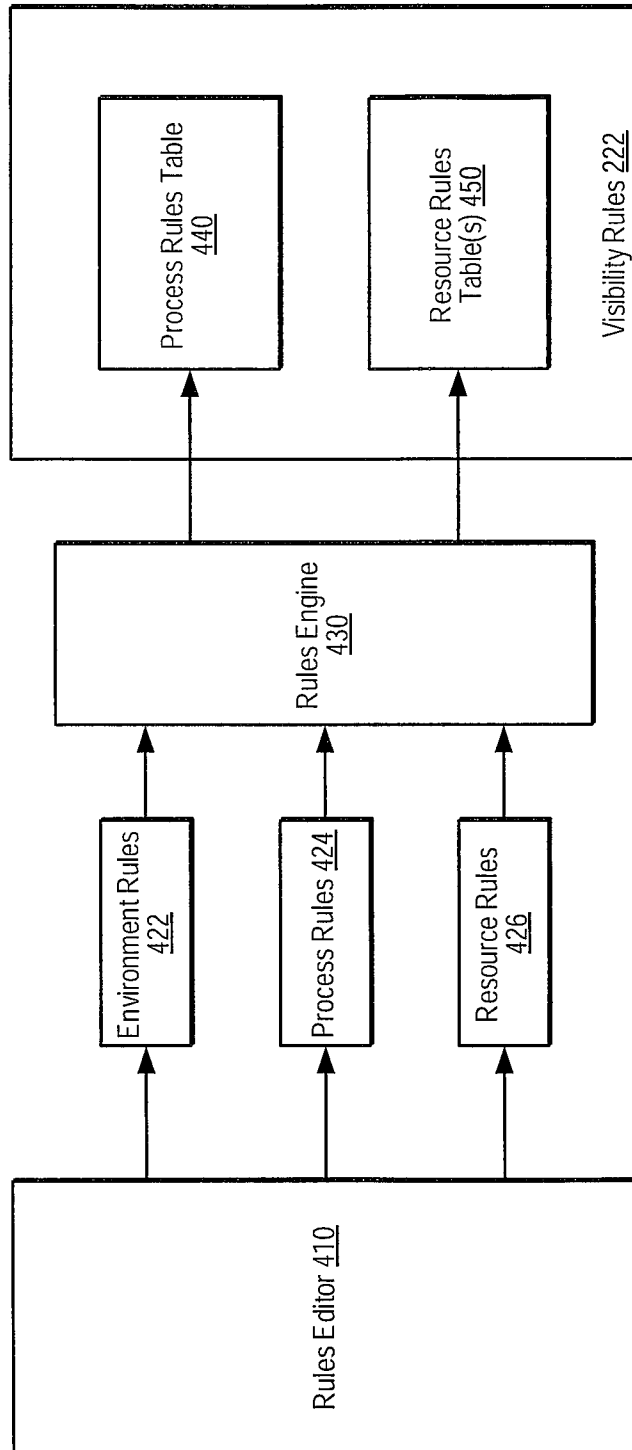 Rules Editor 410
Environment Rules
422
Process Rules 424
Resource Rules
426
Rules Engine
430
Process Rules Table
440
Resource Rules
Table(s) 450
Visibility Rules 222